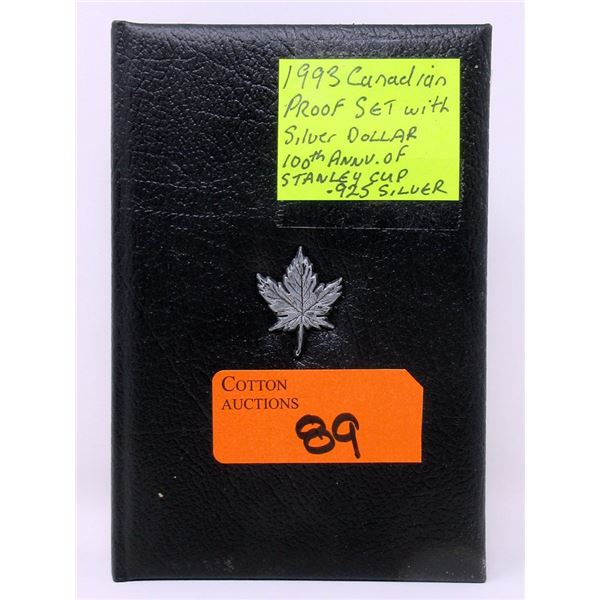 1993 Canadian
PROOF SET with
Silver DOLLAR
100th ANNV. OF
STANLEY CUP
.925 SILVER
COTTON
AUCTIONS
89